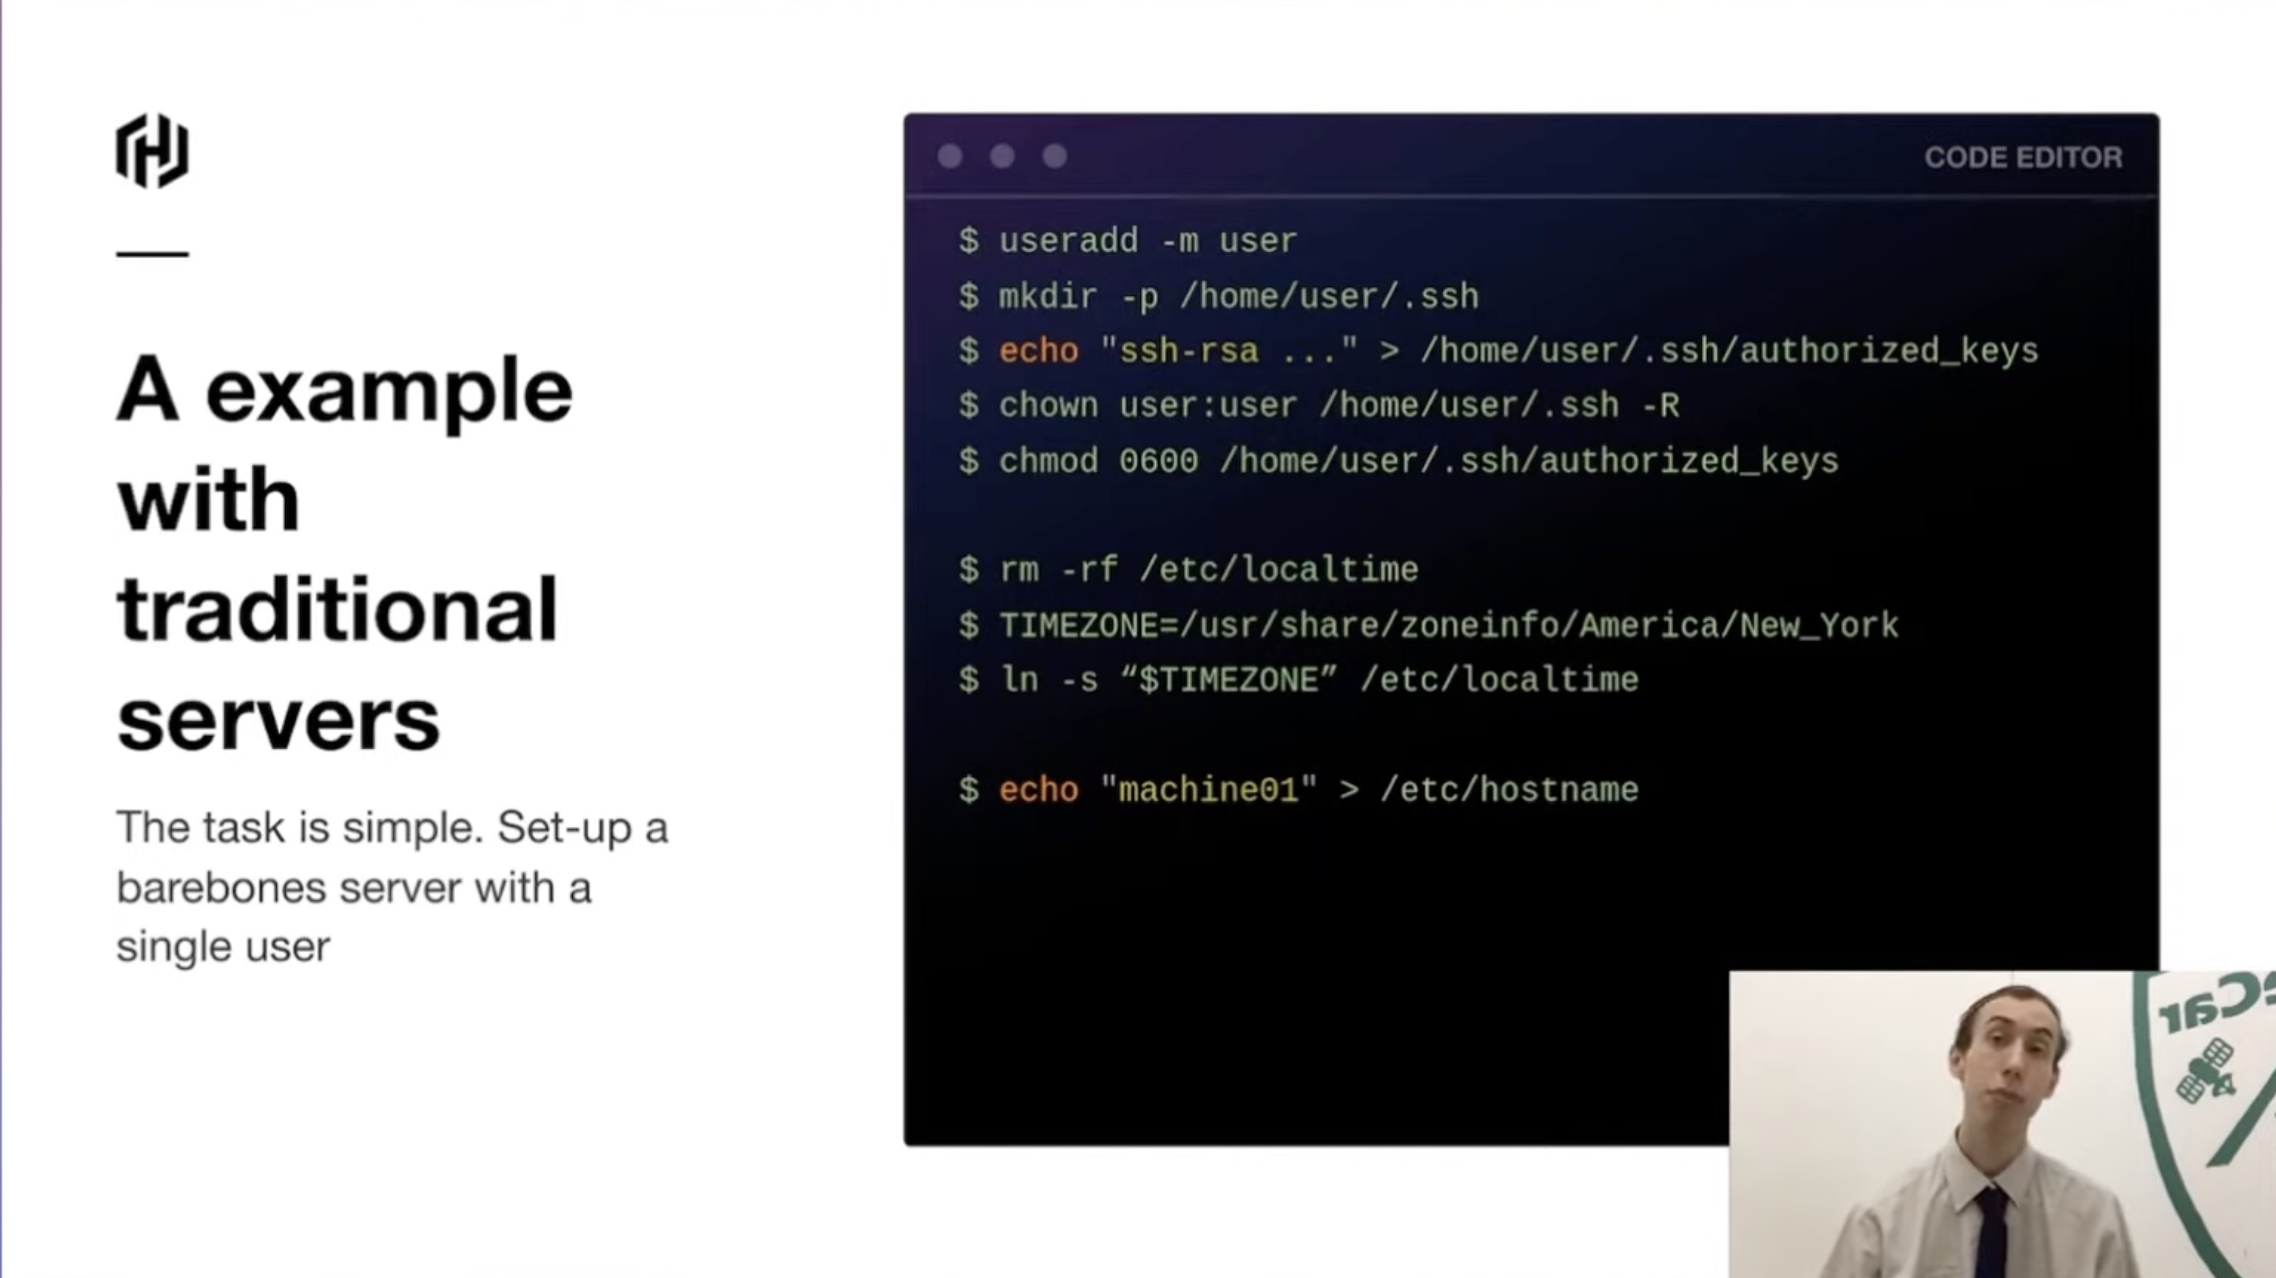 A example
with
traditional
servers
The task is simple. Set-up a
barebones server with a
single user
CODE EDITOR
$ useradd -m user
$ mkdir -p /home/user/.ssh
$ echo "ssh-rsa ..." > /home/user/.ssh/authorized_keys
$ chown user:user /home/user/.ssh -R
$ chmod 0600 /home/user/.ssh/authorized_keys
$ rm -rf /etc/localtime
$ TIMEZONE=/usr/share/zoneinfo/America/New_York
$ ln -s “$TIMEZONE” /etc/localtime
$ echo "machine01" > /etc/hostname